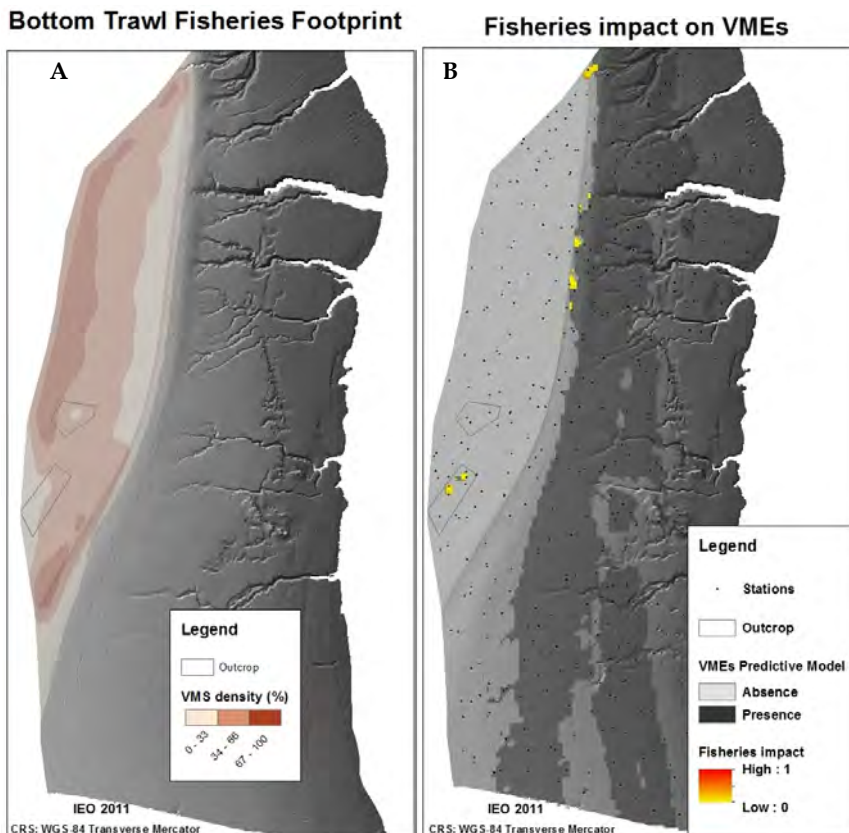 Bottom Trawl Fisheries Footprint
A
Legend
Outcrop
VMS density (%)
0 - 33
34 - 66
67 - 100
IEO 2011
CRS: WGS-84 Transverse Mercator
Fisheries impact on VMEs
B
Legend
Stations
Outcrop
VMEs Predictive Model
Absence
Presence
Fisheries impact
High : 1
Low : 0
IEO 2011
CRS: WGS-84 Transverse Mercator